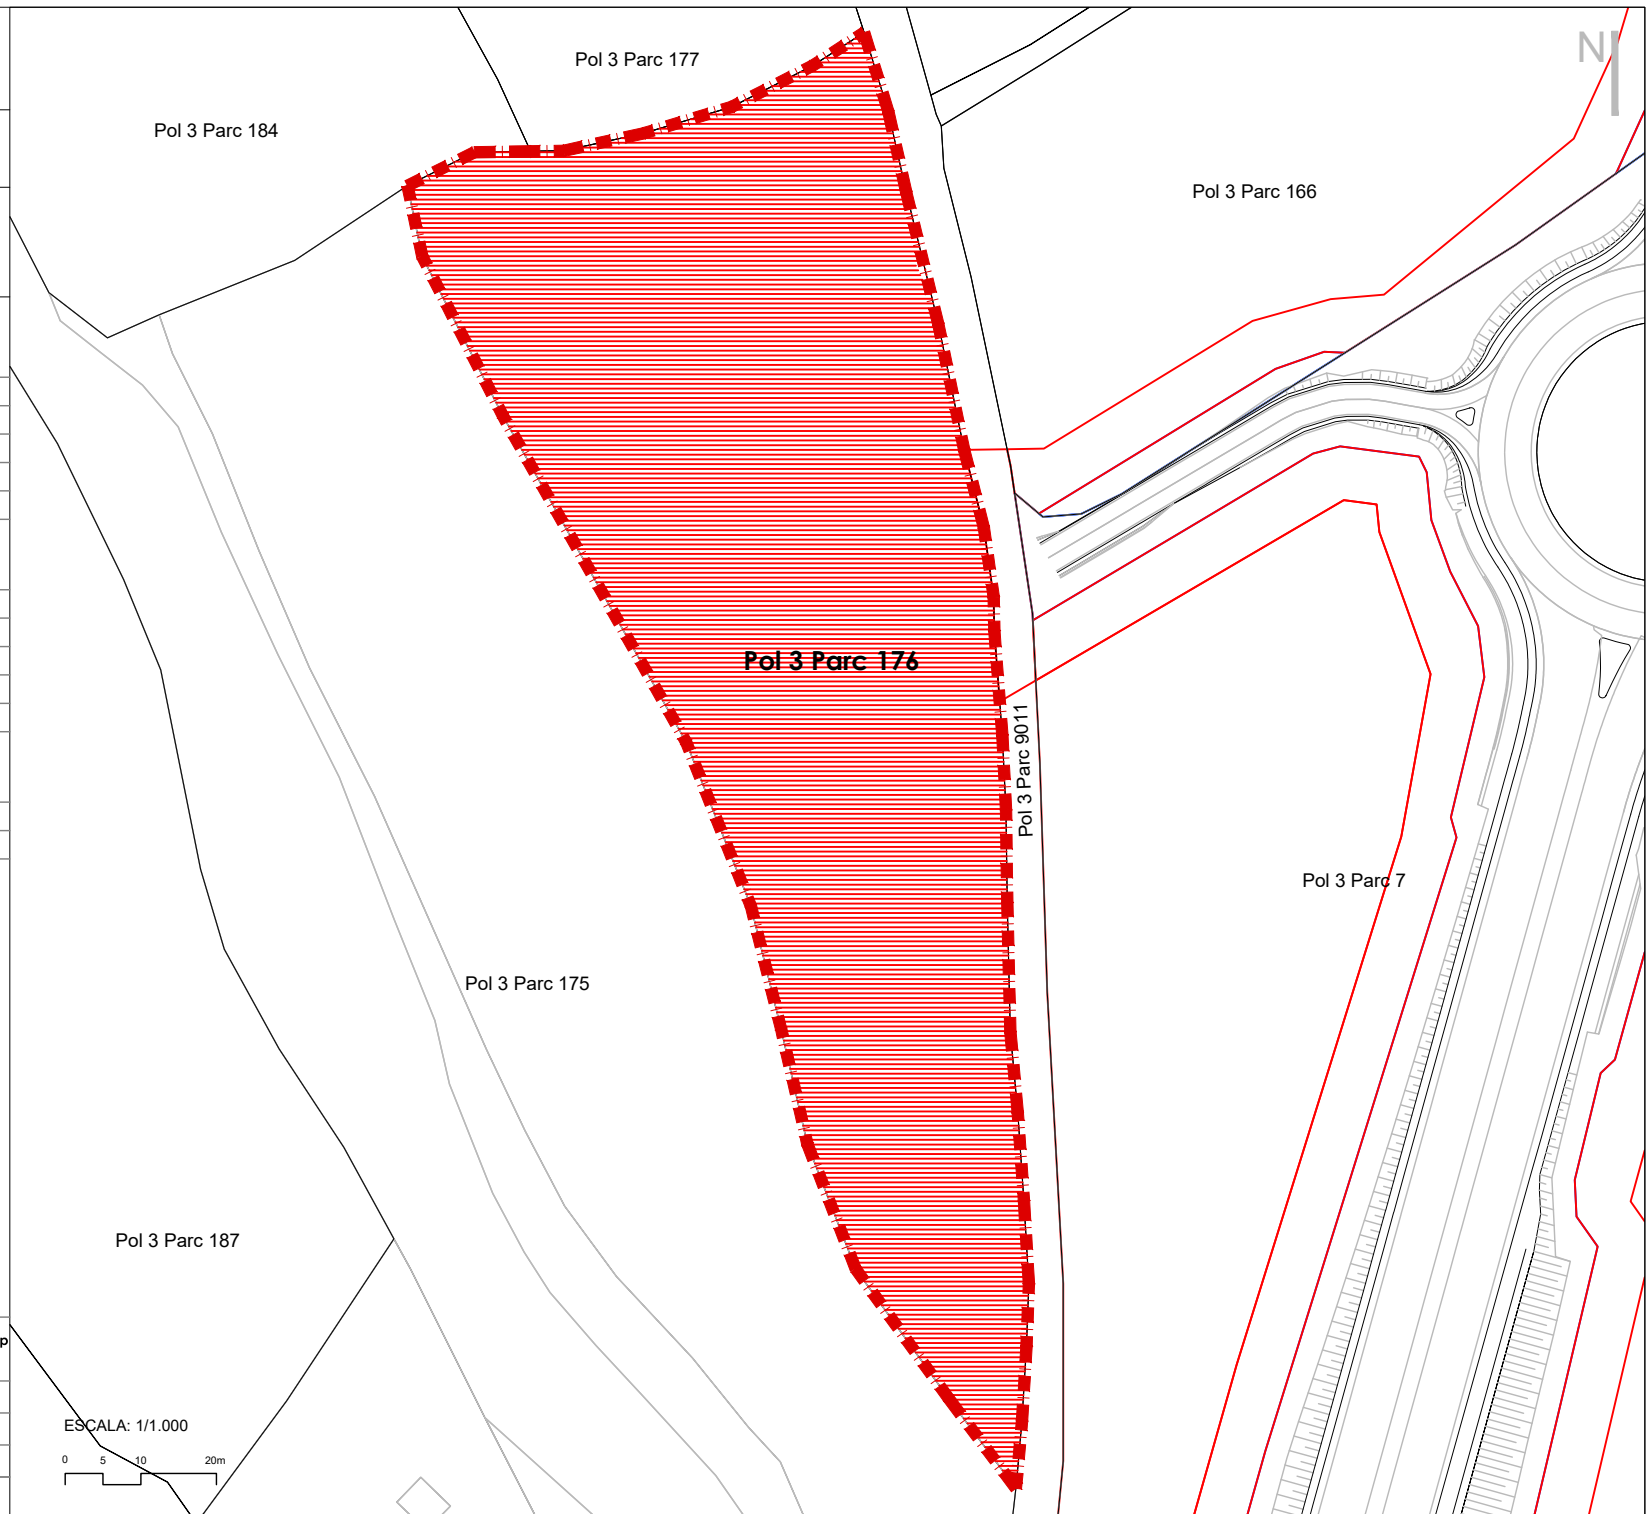 N
Pol 3 Parc 177
Pol 3 Parc 184
Pol 3 Parc 166
Pol 3 Parc 176
Pol 3 Parc 9011
Pol 3 Parc 7
Pol 3 Parc 175
Pol 3 Parc 187
p
ESCALA: 1/1.000
0 5 10 20m